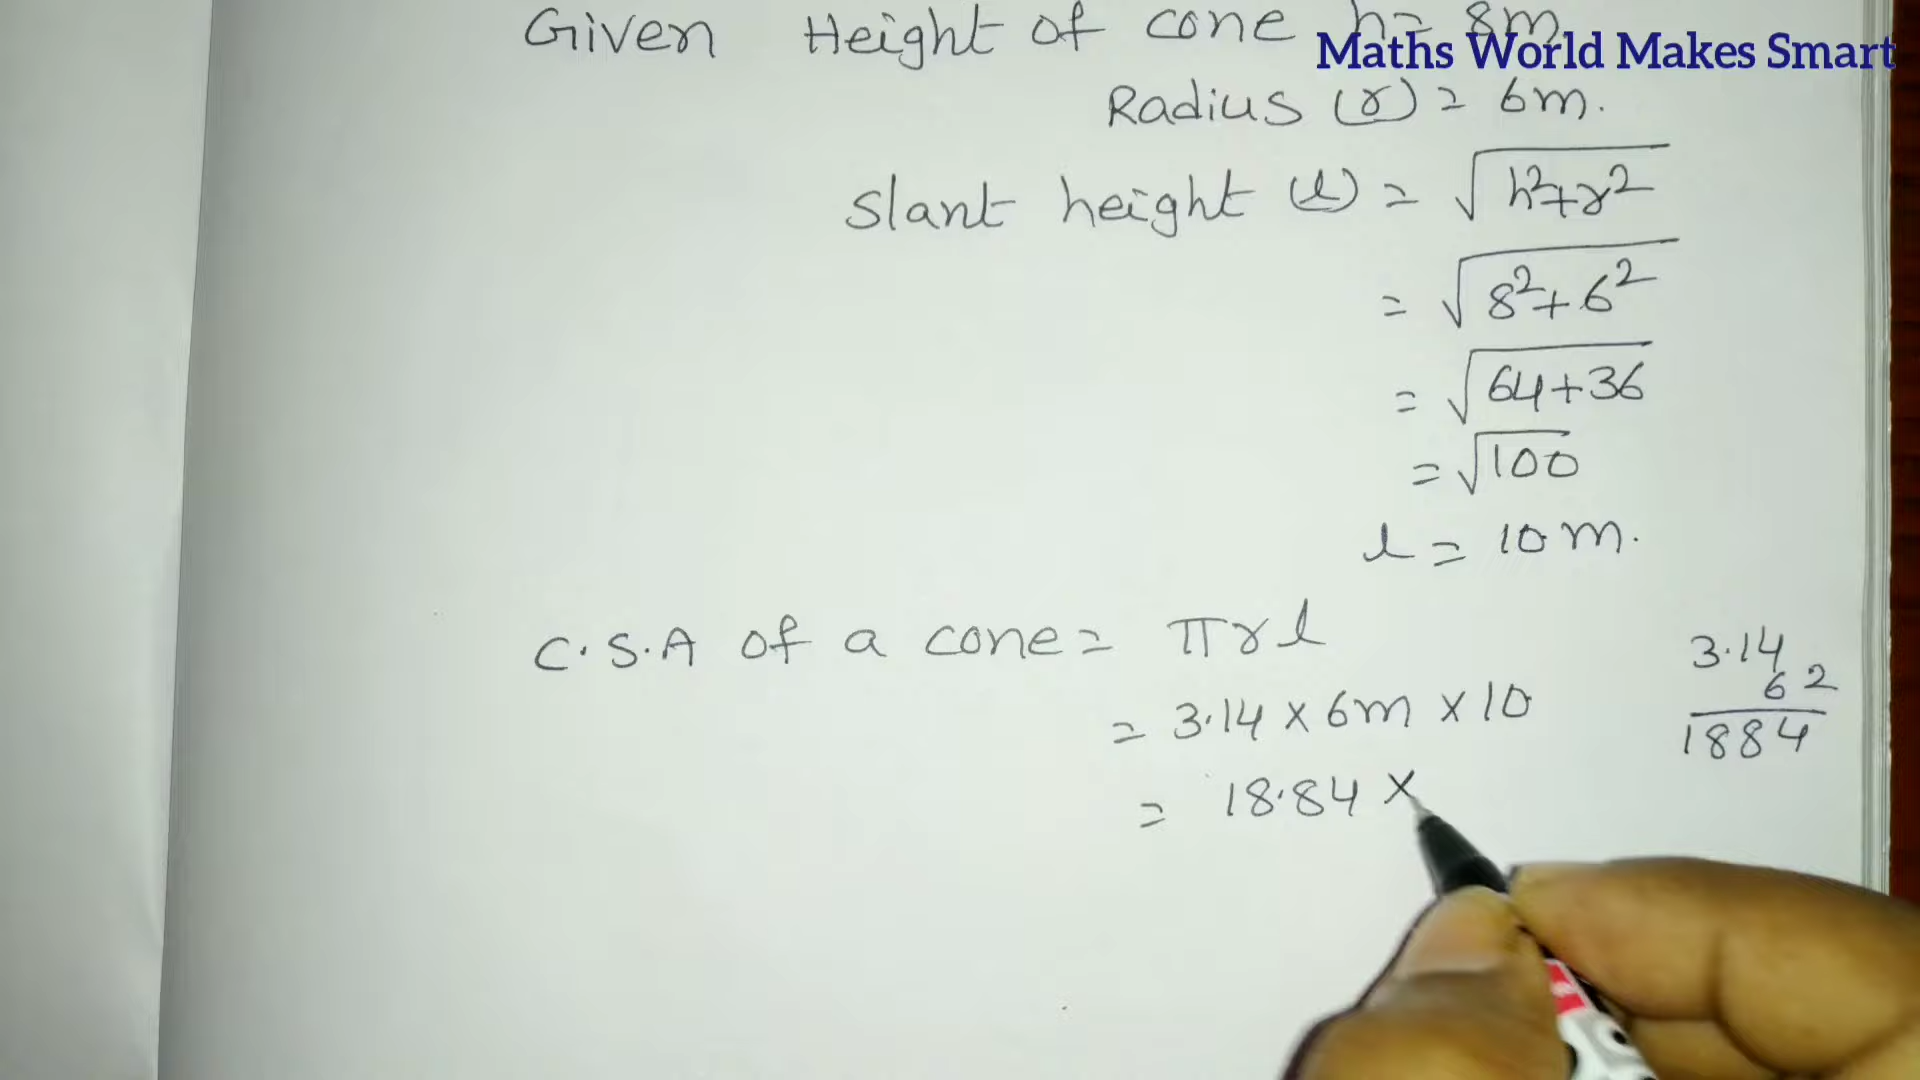 Given Height of cone h = 8m.
Maths World Makes Smart
Radius (r) = 6m.
Slant height (l) = √h²+r²
= √8²+6²
= √64+36
= √100
l = 10 m.
C.S.A of a cone = πrl
= 3.14 × 6m × 10
= 18.84 ×
3.14
6 2
1884